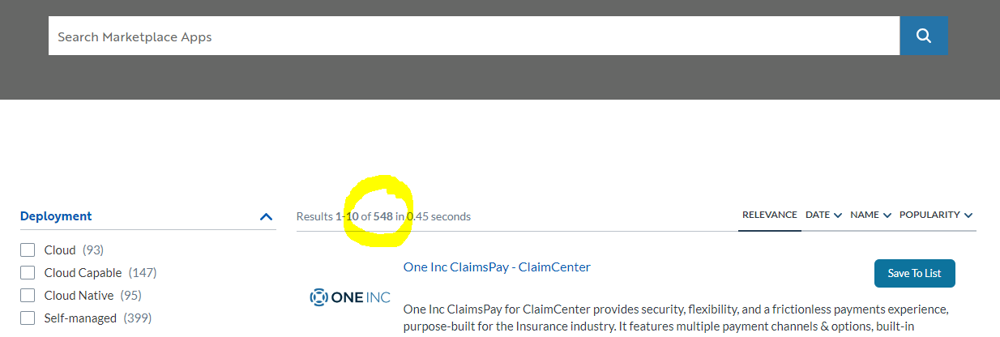 Search Marketplace Apps
Deployment
Results 1-10 of 548 in 0.45 seconds
RELEVANCE DATE NAME POPULARITY
Cloud (93)
Cloud Capable (147)
Cloud Native (95)
Self-managed (399)
One Inc ClaimsPay - ClaimCenter
Save To List
ONE INC
One Inc ClaimsPay for ClaimCenter provides security, flexibility, and a frictionless payments experience,
purpose-built for the Insurance industry. It features multiple payment channels & options, built-in